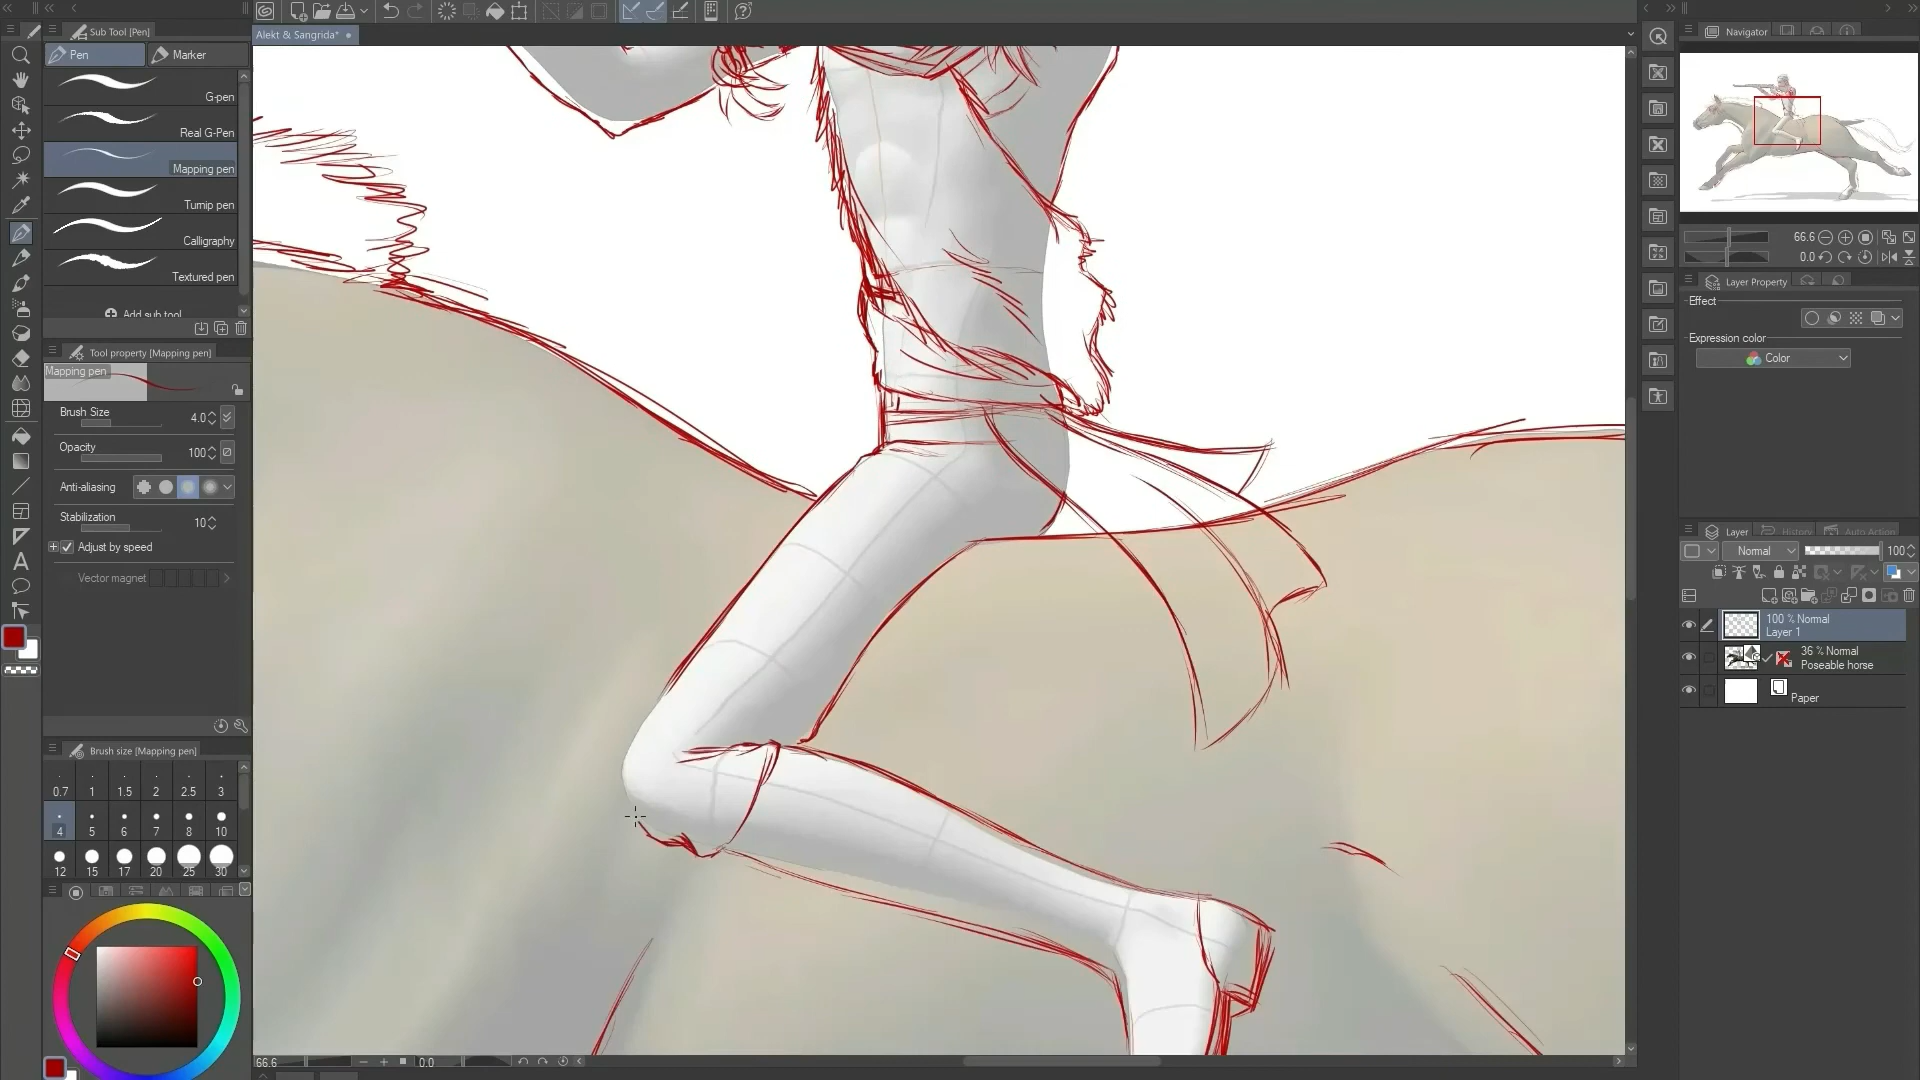 Sub Tool [Pen]
Pen
Marker
G-pen
Real G-Pen
Mapping pen
Turnip pen
Calligraphy
Textured pen
Add sub tool
Tool property [Mapping pen]
Mapping pen
Brush Size
4.0
Opacity
100
Anti-aliasing
Stabilization
10
Adjust by speed
Vector magnet
Brush size [Mapping pen]
0.7 1 1.5 2 2.5 3
4 5 6 7 8 10
12 15 17 20 25 30
Alekt & Sangrida*
66.6
0.0
Navigator
66.6
0.0
Layer Property
Effect
Expression color
Color
Layer
History
Auto Action
Normal
100
100 % Normal
Layer 1
36 % Normal
Poseable horse
Paper